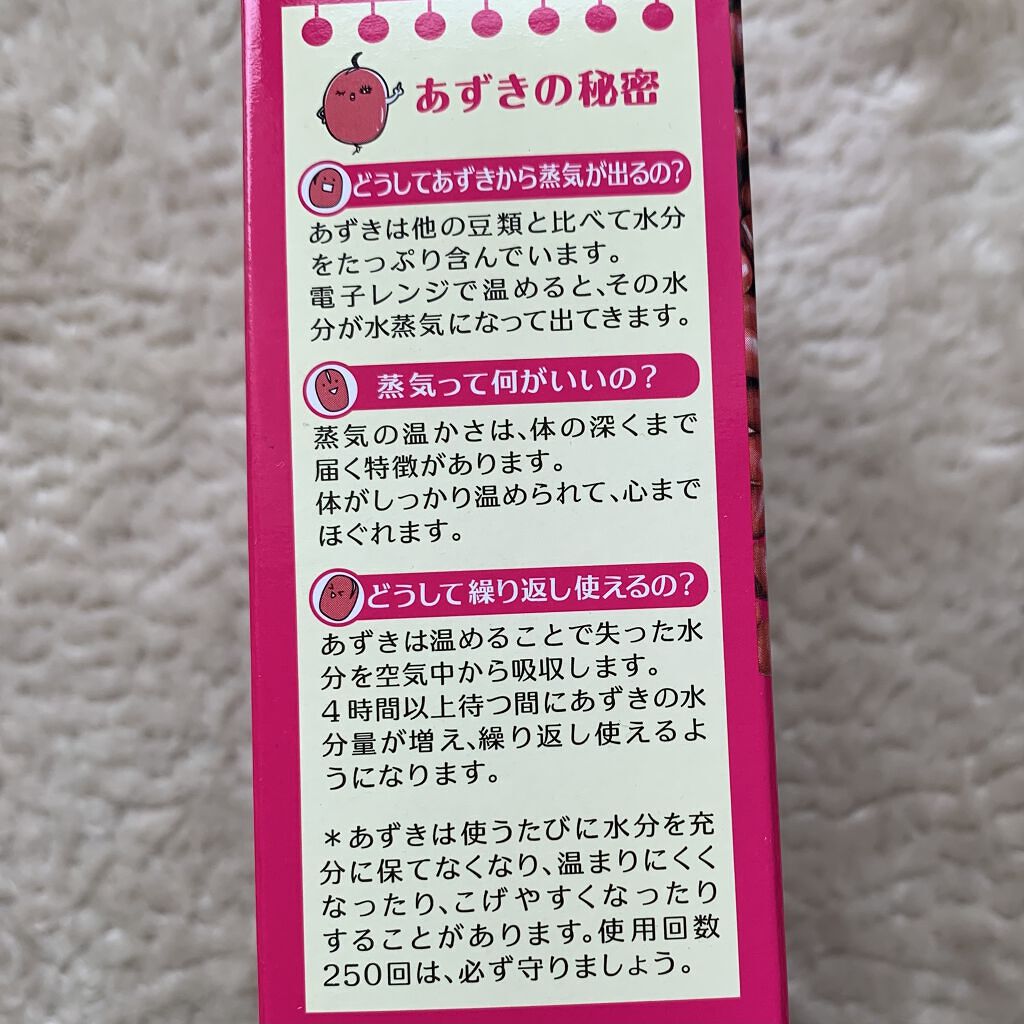 あずきの秘密
どうしてあずきから蒸気が出るの?
あずきは他の豆類と比べて水分
をたっぷり含んでいます。
電子レンジで温めると、その水
分が水蒸気になって出てきます。
蒸気って何がいいの?
蒸気の温かさは、体の深くまで
届く特徴があります。
体がしっかり温められて、心まで
ほぐれます。
どうして繰り返し使えるの?
あずきは温めることで失った水
分を空気中から吸収します。
4時間以上待つ間にあずきの水
分量が増え、繰り返し使えるよ
うになります。
*あずきは使うたびに水分を充
分に保てなくなり、温まりにくく
なったり、こげやすくなったり
することがあります。使用回数
250回は、必ず守りましょう。